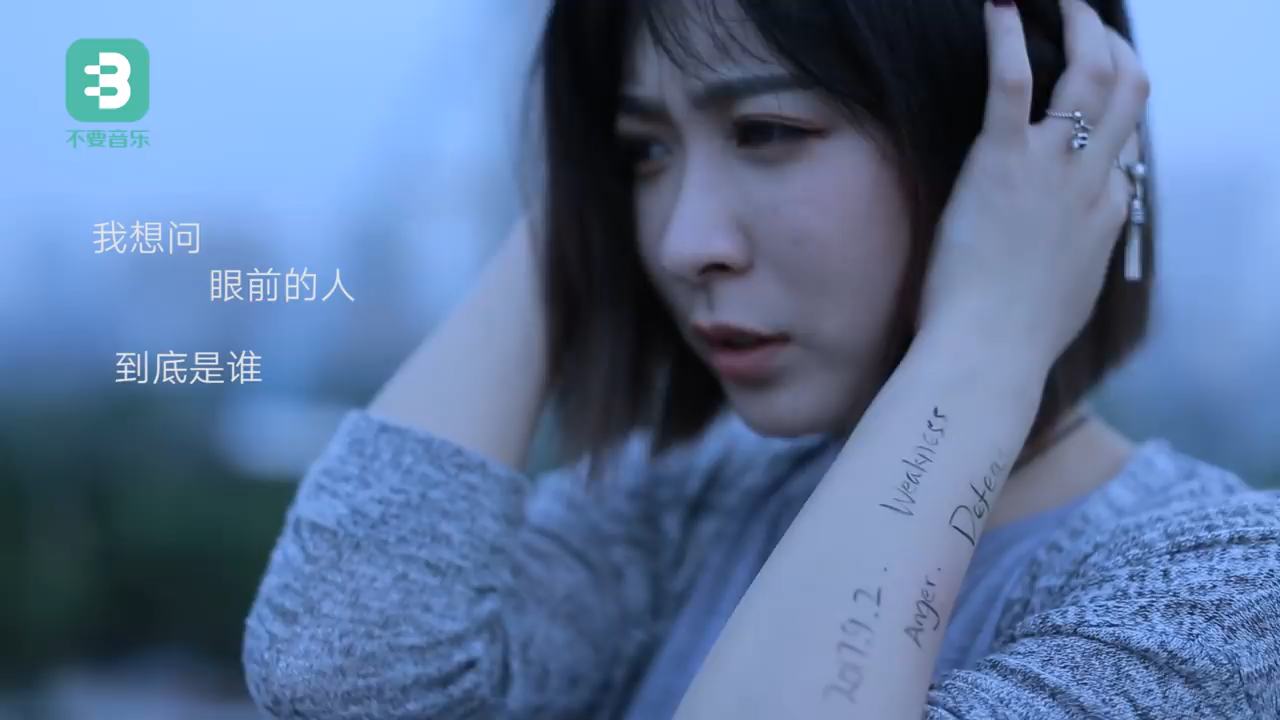 不要音乐
我想问
眼前的人
到底是谁
Weakness
Defea
Anger.
2019.2.